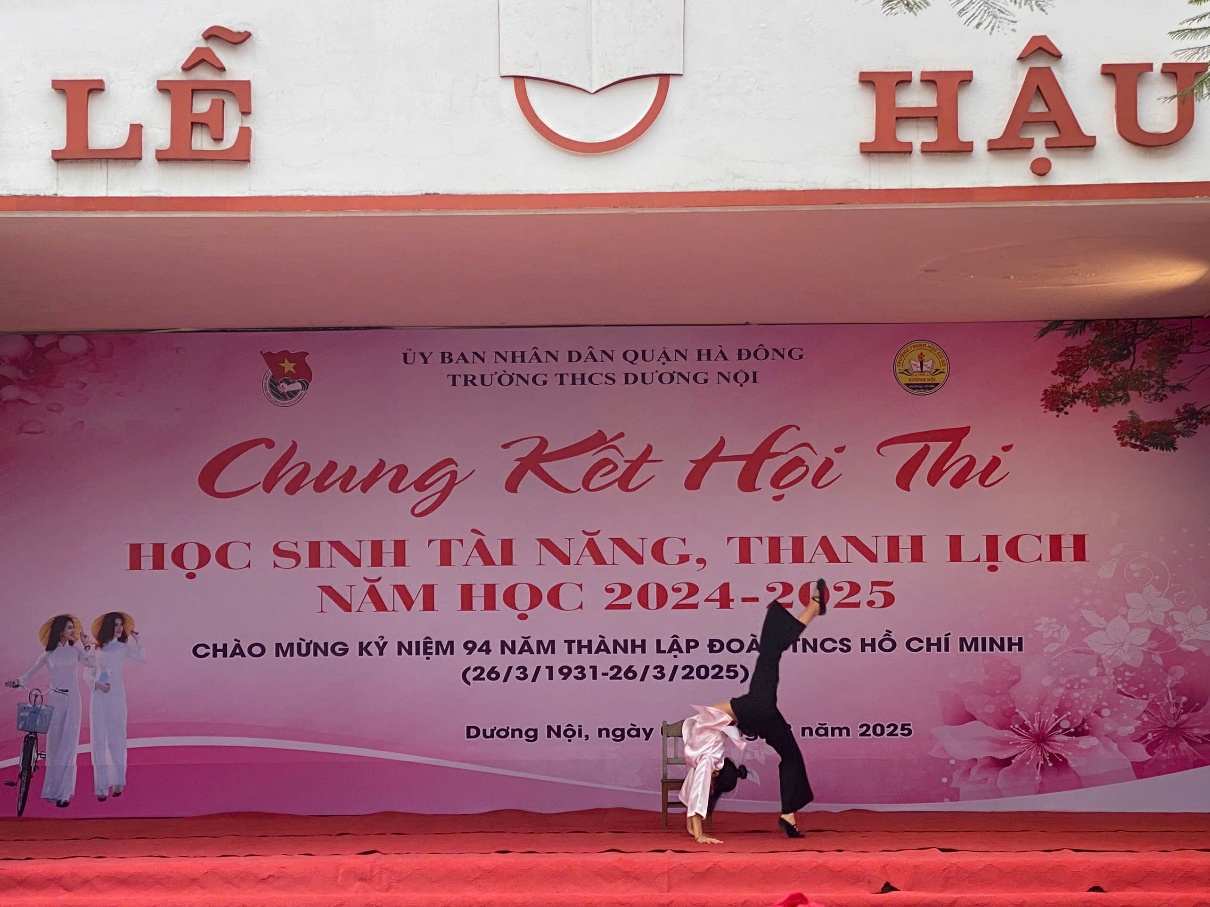 LỄ HẬU
ỦY BAN NHÂN DÂN QUẬN HÀ ĐÔNG
TRƯỜNG THCS DƯƠNG NỘI
Chung Kết Hội Thi
HỌC SINH TÀI NĂNG, THANH LỊCH
NĂM HỌC 2024-2025
CHÀO MỪNG KỶ NIỆM 94 NĂM THÀNH LẬP ĐOÀN TNCS HỒ CHÍ MINH
(26/3/1931-26/3/2025)
Dương Nội, ngày năm 2025